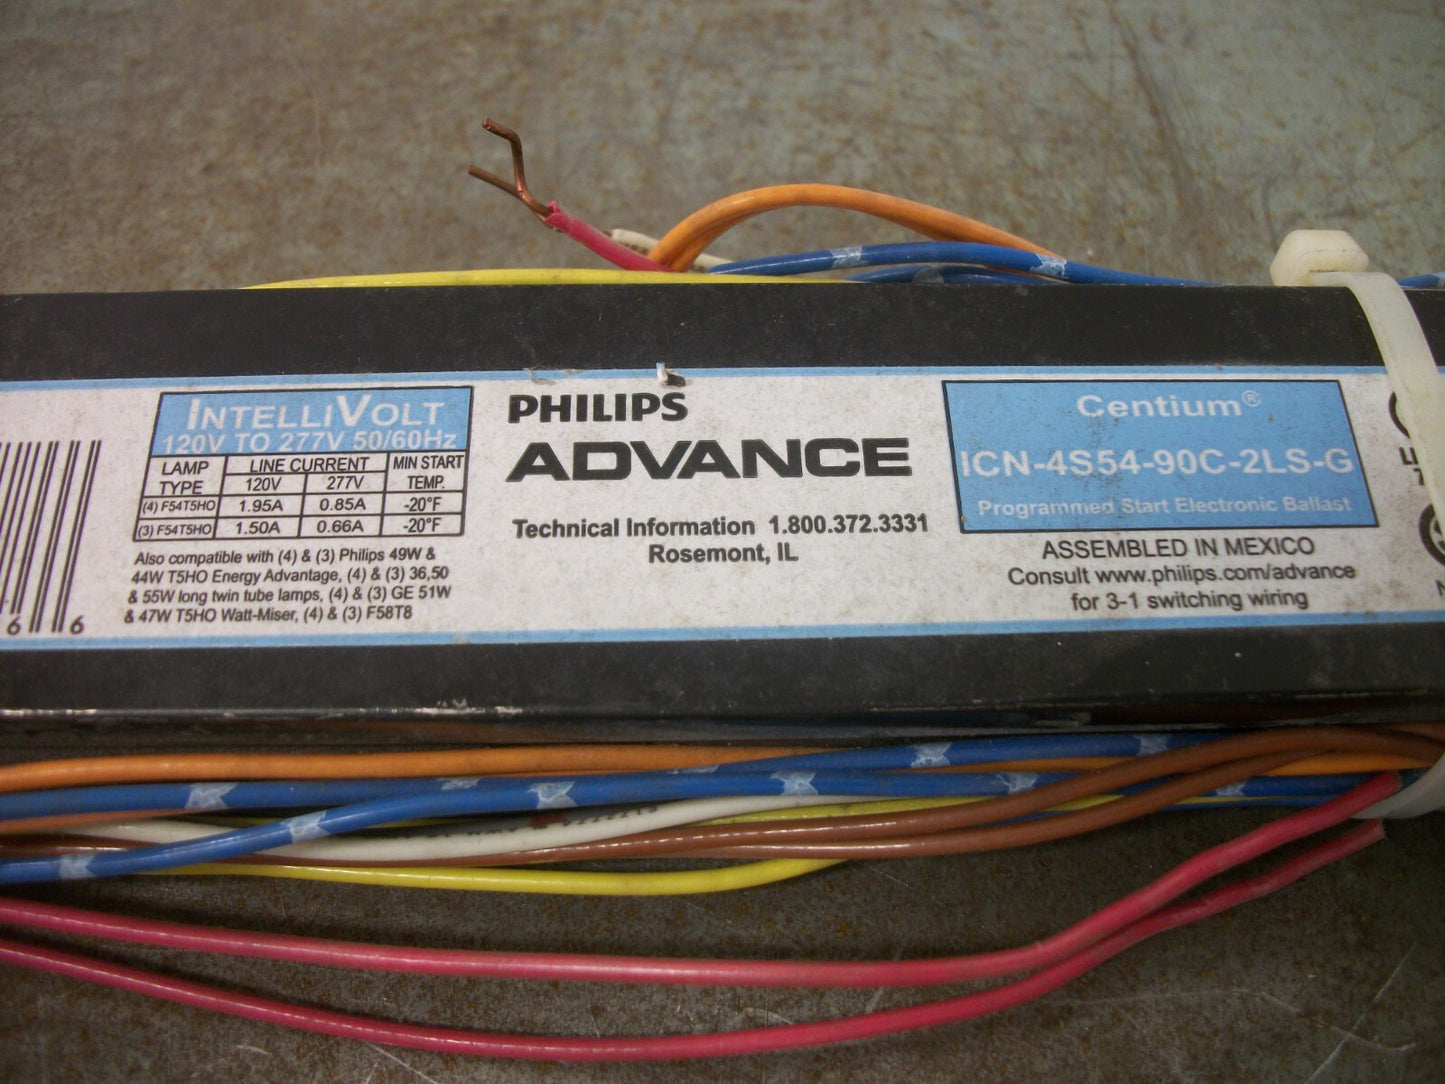 INTELLIVOLT
120V TO 277V 50/60Hz
LAMP TYPE LINE CURRENT MIN START TEMP.
120V 277V
(4) F54T5HO 1.95A 0.85A -20°F
(3) F54T5HO 1.50A 0.66A -20°F
Also compatible with (4) & (3) Philips 49W &
44W T5HO Energy Advantage, (4) & (3) 36,50
& 55W long twin tube lamps, (4) & (3) GE 51W
& 47W T5HO Watt-Miser, (4) & (3) F58T8
6 6
PHILIPS
ADVANCE
Technical Information 1.800.372.3331
Rosemont, IL
Centium®
ICN-4S54-90C-2LS-G
Programmed Start Electronic Ballast
ASSEMBLED IN MEXICO
Consult www.philips.com/advance
for 3-1 switching wiring